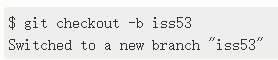 $ git checkout -b iss53
Switched to a new branch "iss53"